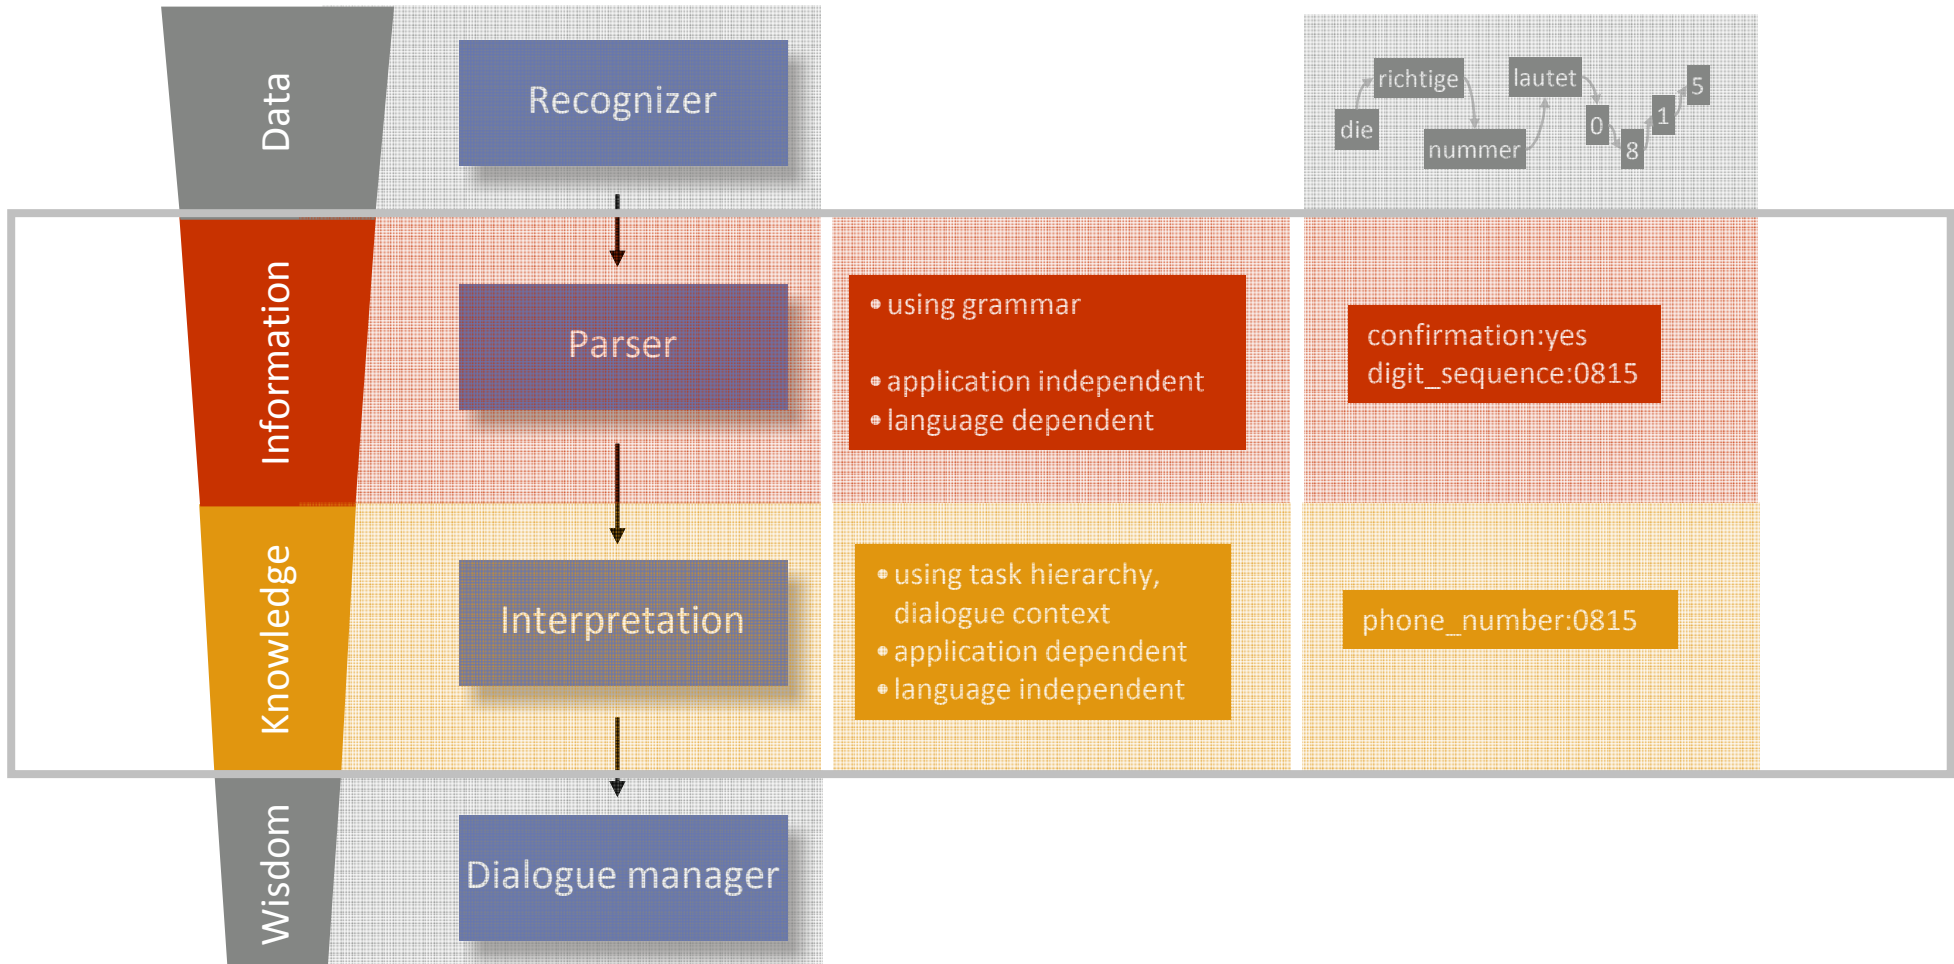 Data
Recognizer
die richtige nummer lautet 0 8 1 5
Information
Parser
• using grammar
• application independent
• language dependent
confirmation:yes
digit_sequence:0815
Knowledge
Interpretation
• using task hierarchy,
dialogue context
• application dependent
• language independent
phone_number:0815
Wisdom
Dialogue manager